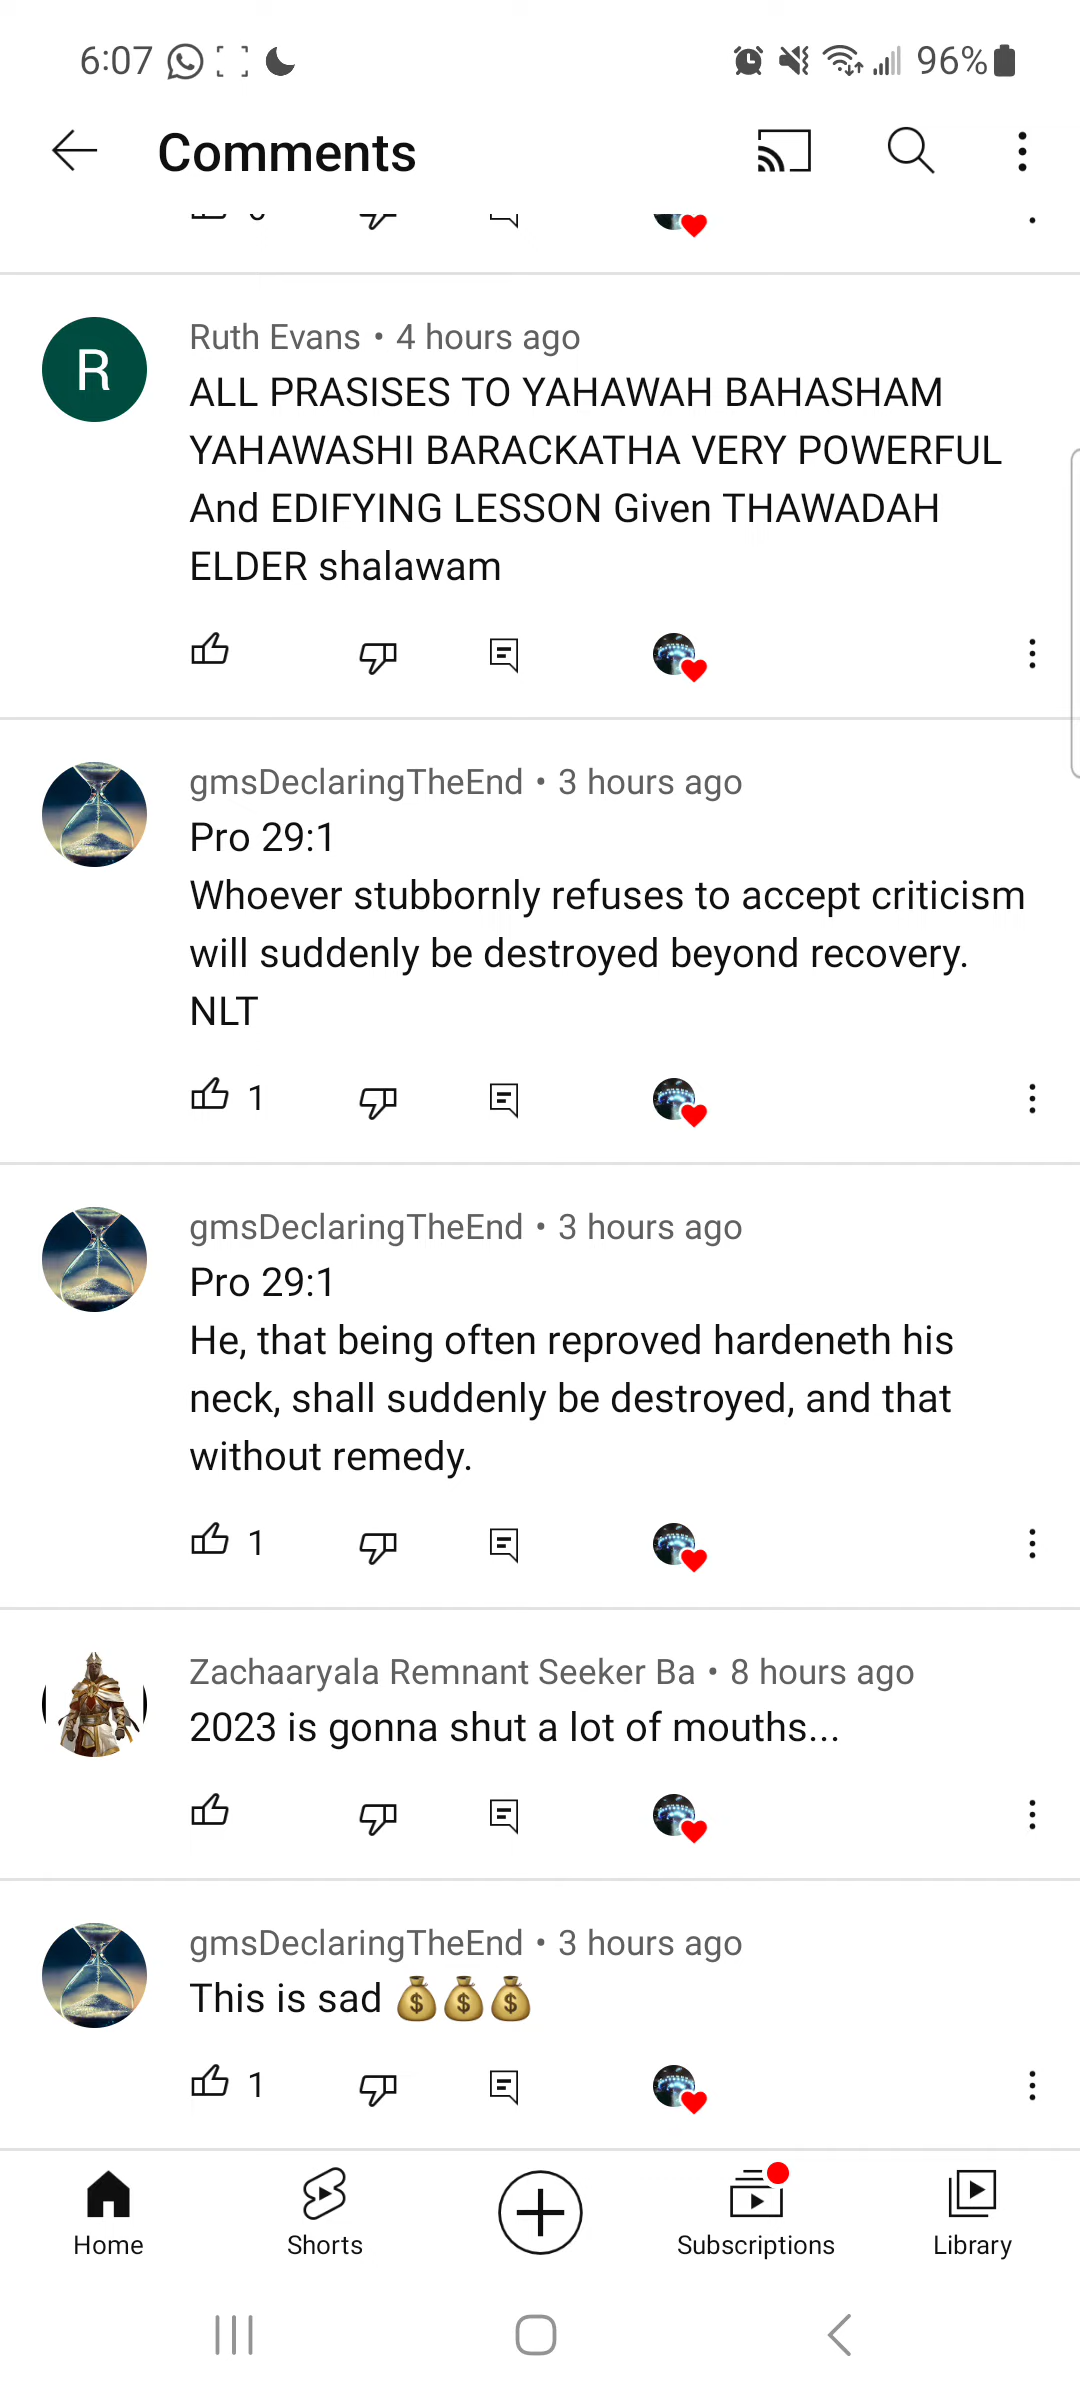 6:07 96%
Comments
Ruth Evans • 4 hours ago
R
ALL PRASISES TO YAHAWAH BAHASHAM
YAHAWASHI BARACKATHA VERY POWERFUL
And EDIFYING LESSON Given THAWADAH
ELDER shalawam
gmsDeclaringTheEnd • 3 hours ago
Pro 29:1
Whoever stubbornly refuses to accept criticism
will suddenly be destroyed beyond recovery.
NLT
1
gmsDeclaringTheEnd • 3 hours ago
Pro 29:1
He, that being often reproved hardeneth his
neck, shall suddenly be destroyed, and that
without remedy.
1
Zachaaryala Remnant Seeker Ba • 8 hours ago
2023 is gonna shut a lot of mouths...
gmsDeclaringTheEnd • 3 hours ago
This is sad 💰💰💰
1
Home Shorts Subscriptions Library